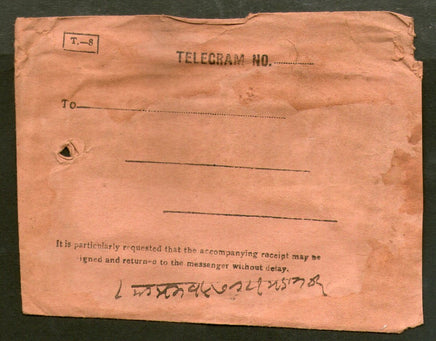 T.—8
TELEGRAM NO.
To
It is particularly requested that the accompanying receipt may be
signed and returned to the messenger without delay.